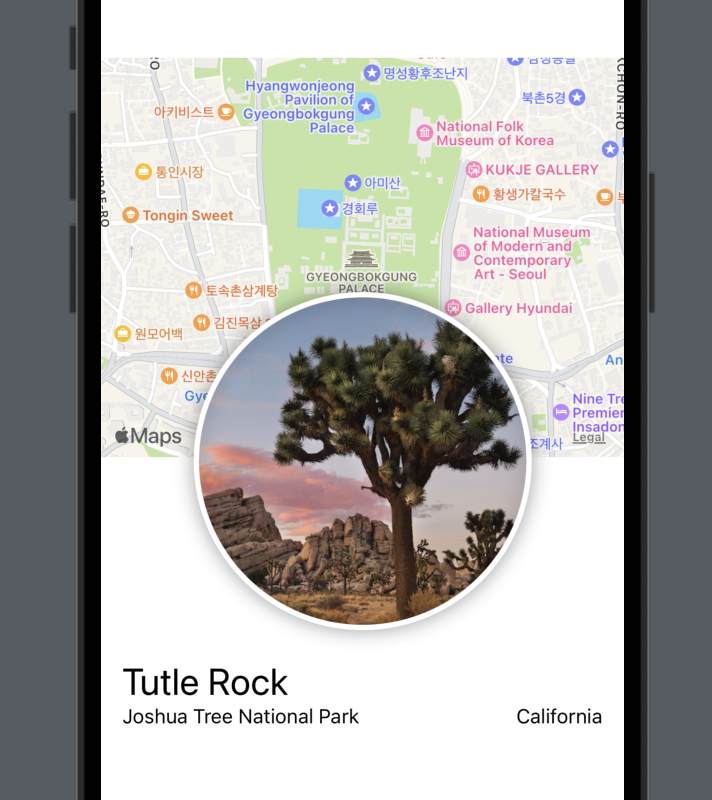 명성황후조난지
Hyangwonjeong
Pavilion of
Gyeongbokgung
Palace
북촌5경
아키비스트
National Folk
Museum of Korea
KUKJE GALLERY
통인시장
아미산
황생가칼국수
경회루
Tongin Sweet
National Museum
of Modern and
Contemporary
Art - Seoul
GYEONGBOKGUNG
PALACE
토속촌삼계탕
Gallery Hyundai
김진목삼
원모어백
신안촌
Gye
An
Nine Tre
Premier
Insadon
Maps
조계사
Legal
Tutle Rock
Joshua Tree National Park
California